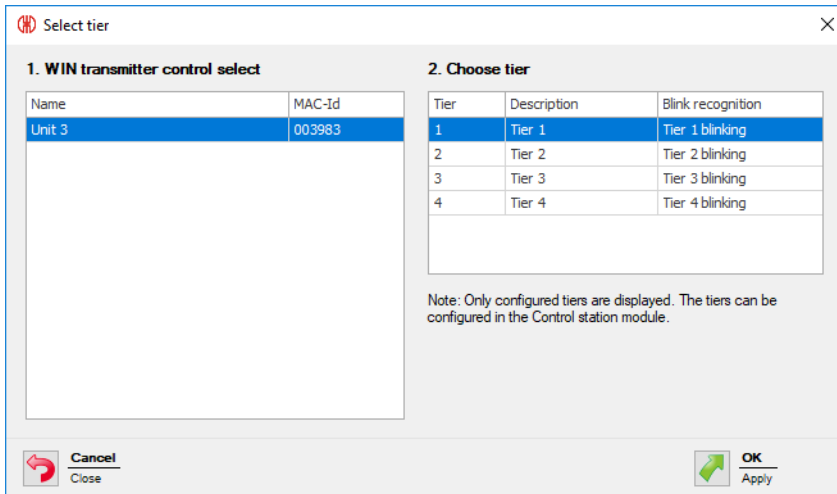 Select tier
1. WIN transmitter control select
Name MAC-Id
Unit 3 003983
2. Choose tier
Tier Description Blink recognition
1 Tier 1 Tier 1 blinking
2 Tier 2 Tier 2 blinking
3 Tier 3 Tier 3 blinking
4 Tier 4 Tier 4 blinking
Note: Only configured tiers are displayed. The tiers can be
configured in the Control station module.
Cancel
Close
OK
Apply